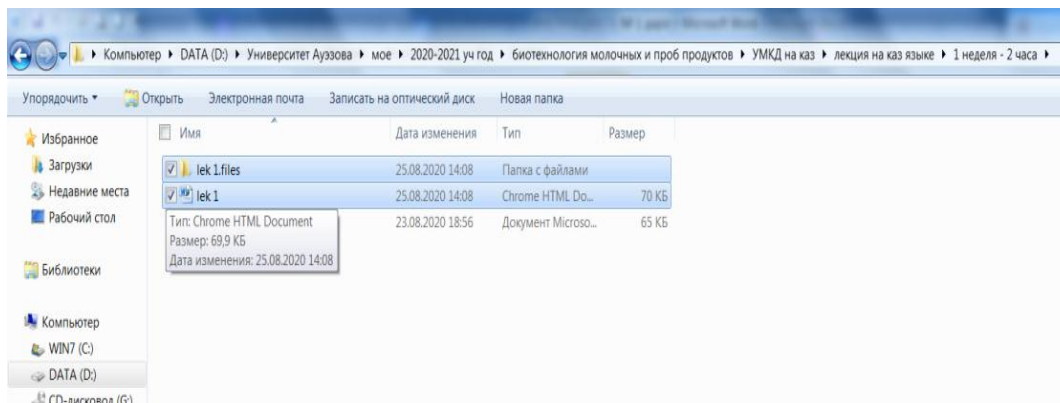 Компьютер ▸ DATA (D:) ▸ Университет Ауэзова ▸ мое ▸ 2020-2021 уч год ▸ биотехнология молочных и проб продуктов ▸ УМКД на каз ▸ лекция на каз языке ▸ 1 неделя - 2 часа ▸
Упорядочить Открыть Электронная почта Записать на оптический диск Новая папка
Избранное
Загрузки
Недавние места
Рабочий стол
Библиотеки
Компьютер
WIN7 (C:)
DATA (D:)
CD-дисковод (G:)
Имя Дата изменения Тип Размер
lek 1.files 25.08.2020 14:08 Папка с файлами
lek 1 25.08.2020 14:08 Chrome HTML Do... 70 КБ
23.08.2020 18:56 Документ Microso... 65 КБ
Тип: Chrome HTML Document
Размер: 69,9 КБ
Дата изменения: 25.08.2020 14:08